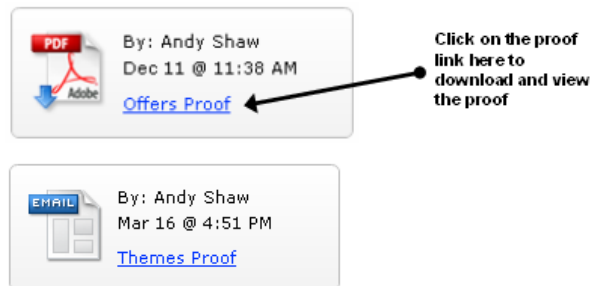 PDF
Adobe
By: Andy Shaw
Dec 11 @ 11:38 AM
Offers Proof
Click on the proof
link here to
download and view
the proof
EMAIL
By: Andy Shaw
Mar 16 @ 4:51 PM
Themes Proof